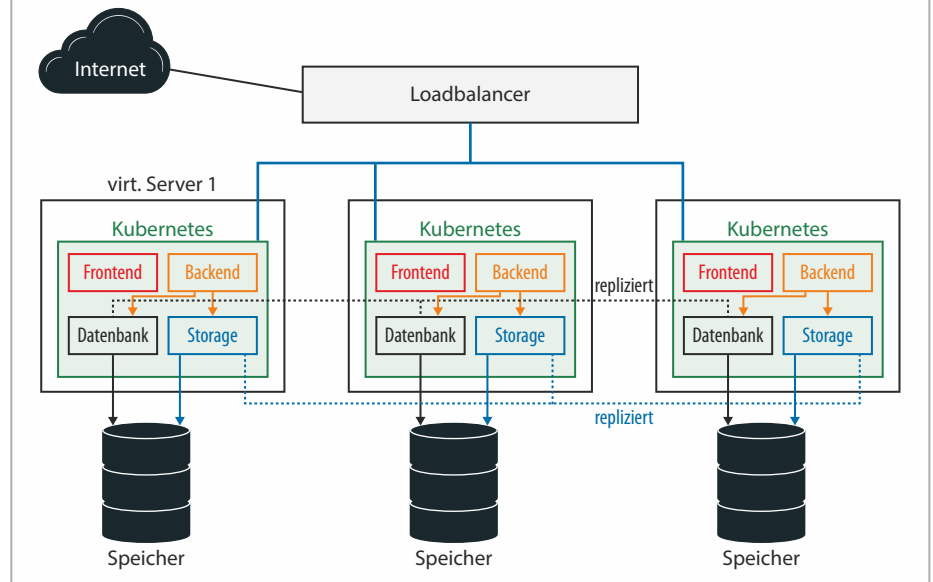 Internet
Loadbalancer
virt. Server 1
Kubernetes
Kubernetes
Kubernetes
Frontend
Backend
Frontend
Backend
Frontend
Backend
repliziert
Datenbank
Storage
Datenbank
Storage
Datenbank
Storage
repliziert
Speicher
Speicher
Speicher